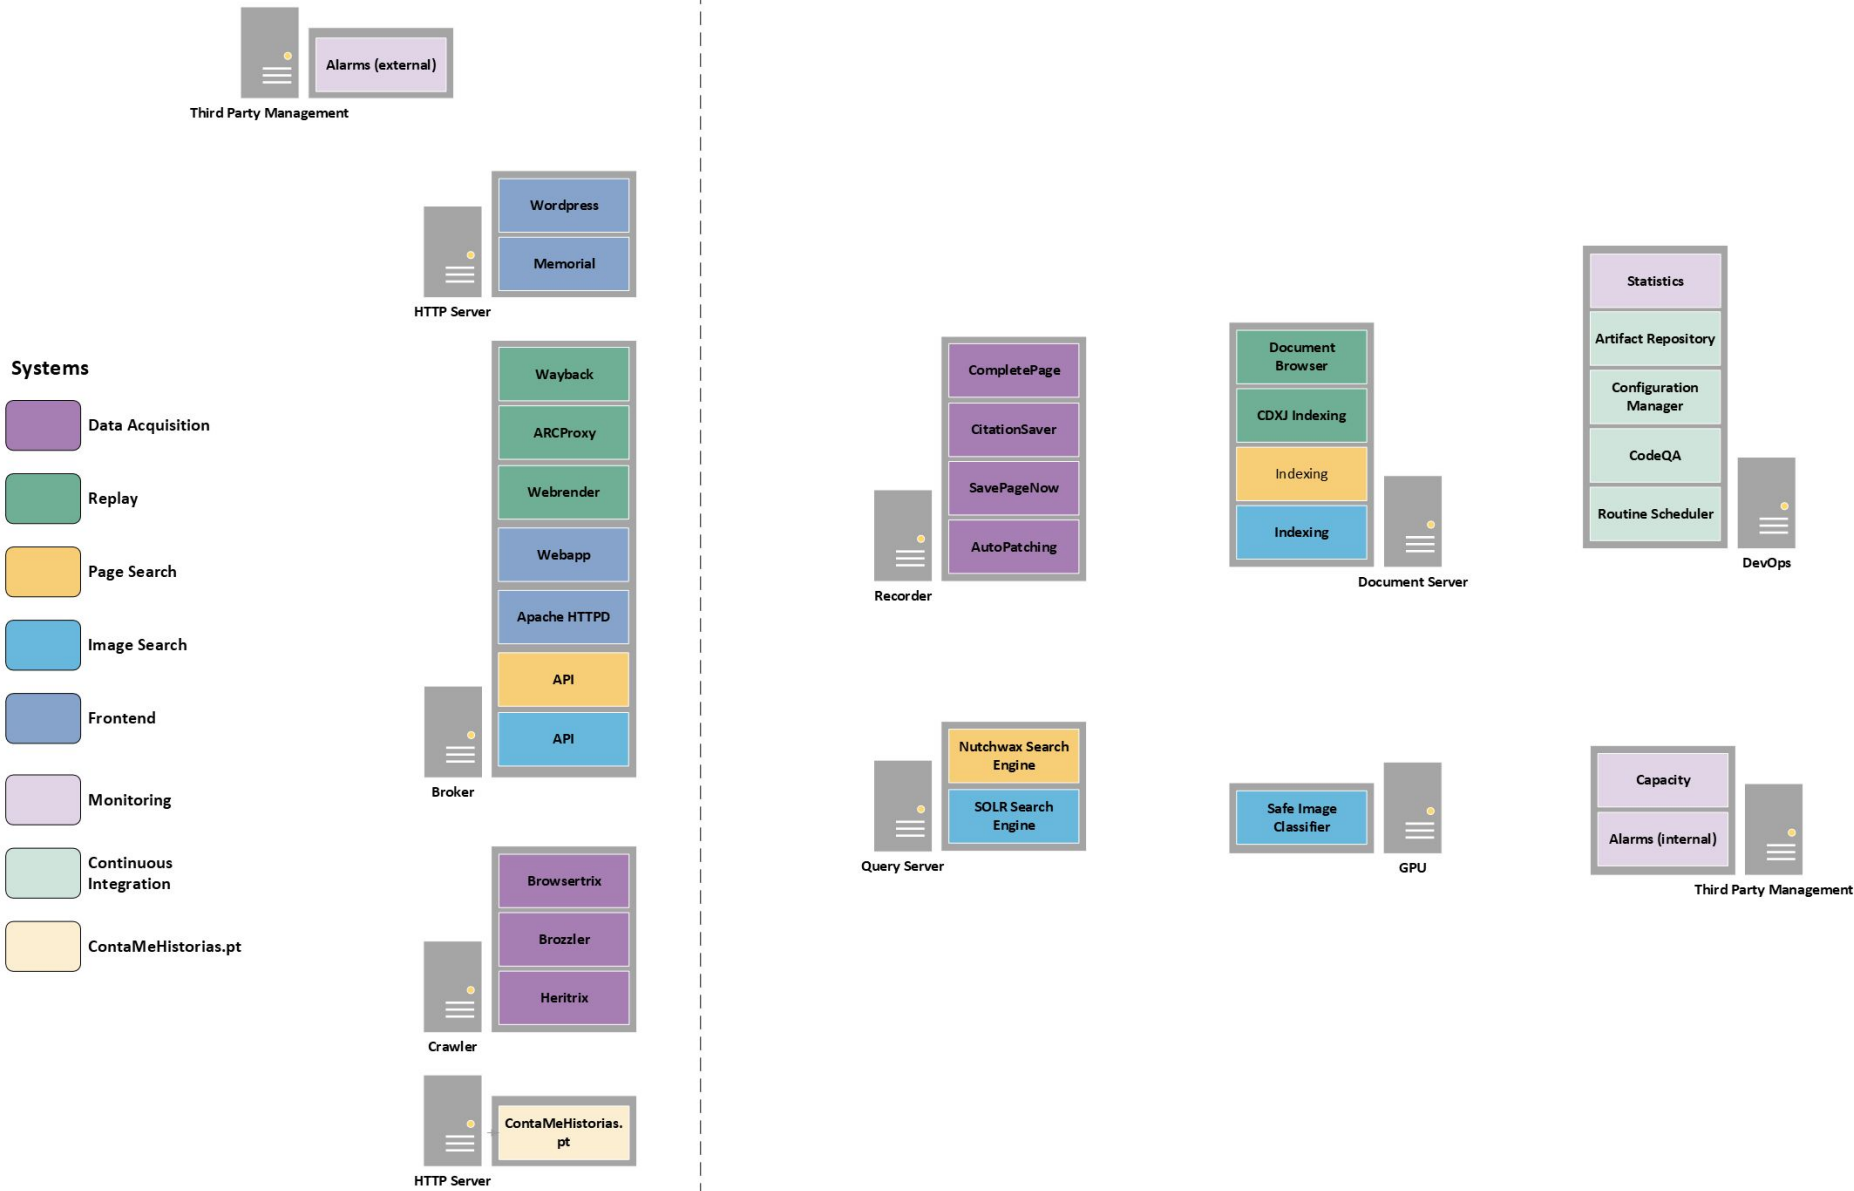 Alarms (external)
Third Party Management
Wordpress
Memorial
HTTP Server
Systems
Data Acquisition
Replay
Page Search
Image Search
Frontend
Monitoring
Continuous
Integration
ContaMeHistorias.pt
Wayback
ARCProxy
Webrender
Webapp
Apache HTTPD
API
API
Broker
Browsertrix
Brozzler
Heritrix
Crawler
ContaMeHistorias.
pt
HTTP Server
CompletePage
CitationSaver
SavePageNow
AutoPatching
Recorder
Nutchwax Search
Engine
SOLR Search
Engine
Query Server
Document
Browser
CDXJ Indexing
Indexing
Indexing
Document Server
Safe Image
Classifier
GPU
Statistics
Artifact Repository
Configuration
Manager
CodeQA
Routine Scheduler
DevOps
Capacity
Alarms (internal)
Third Party Management